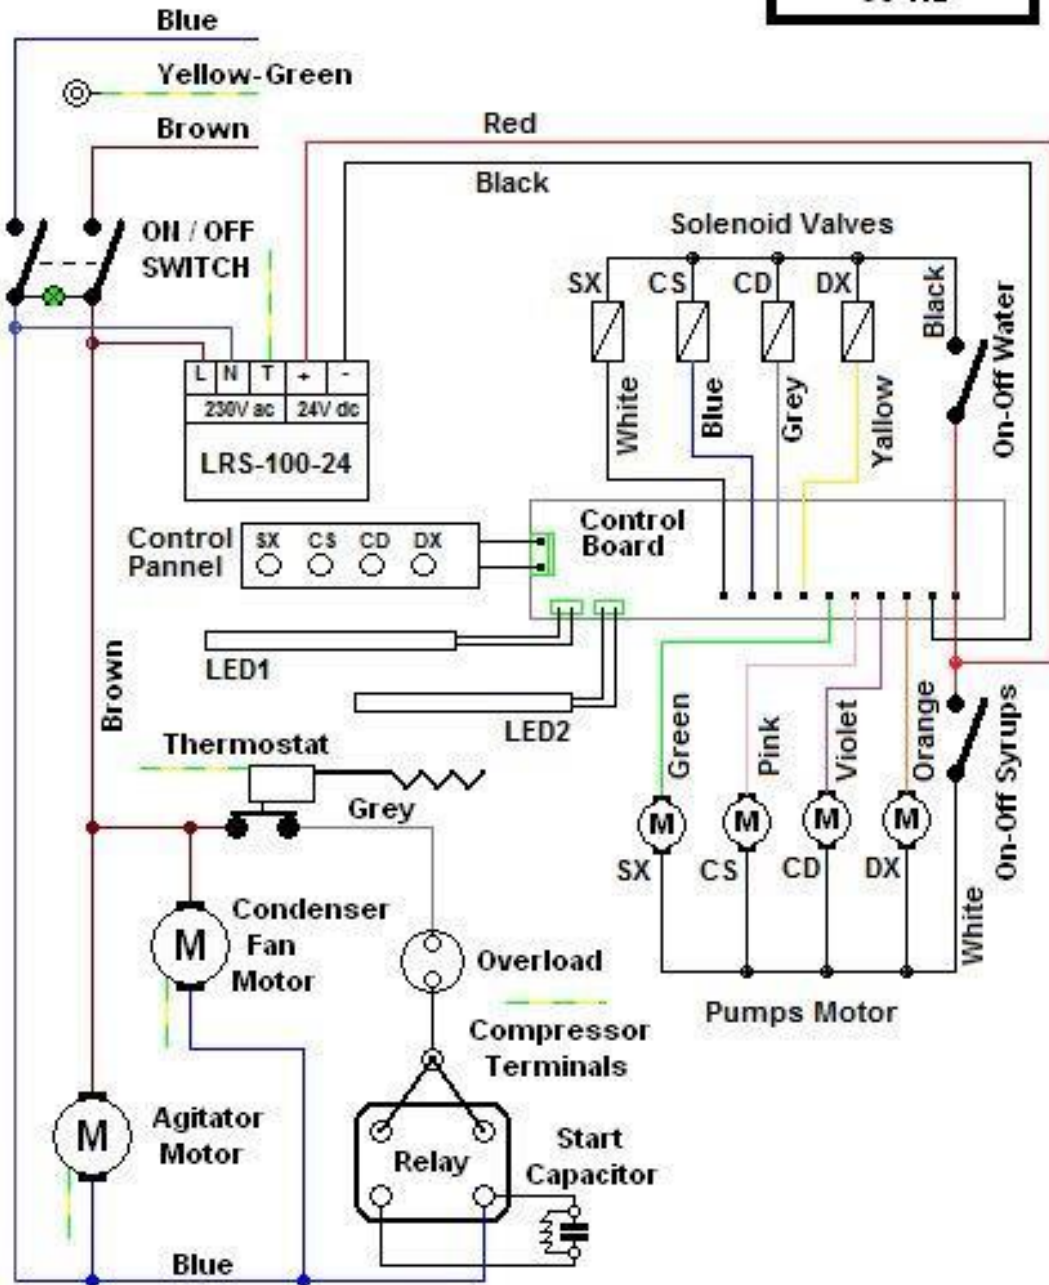 Blue
Yellow-Green
Brown
Red
Black
ON / OFF
SWITCH
Solenoid Valves
SX
CS
CD
DX
Black
On-Off Water
White
Blue
Grey
Yallow
L
N
T
+
-
230V ac
24V dc
LRS-100-24
Control
Pannel
SX
CS
CD
DX
Control
Board
LED1
LED2
Brown
Thermostat
Grey
Green
Pink
Violet
Orange
On-Off Syrups
M
M
M
M
SX
CS
CD
DX
White
Pumps Motor
M
Condenser
Fan
Motor
Overload
Compressor
Terminals
M
Agitator
Motor
Relay
Start
Capacitor
Blue